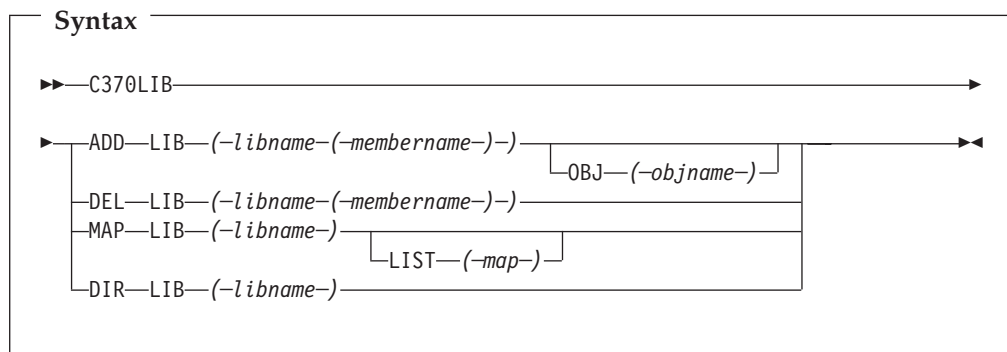 Syntax
►►—C370LIB—►
►—ADD—LIB—(—libname—(—membername—)—)—►◄
OBJ—(—objname—)
DEL—LIB—(—libname—(—membername—)—)
MAP—LIB—(—libname—)
LIST—(—map—)
DIR—LIB—(—libname—)